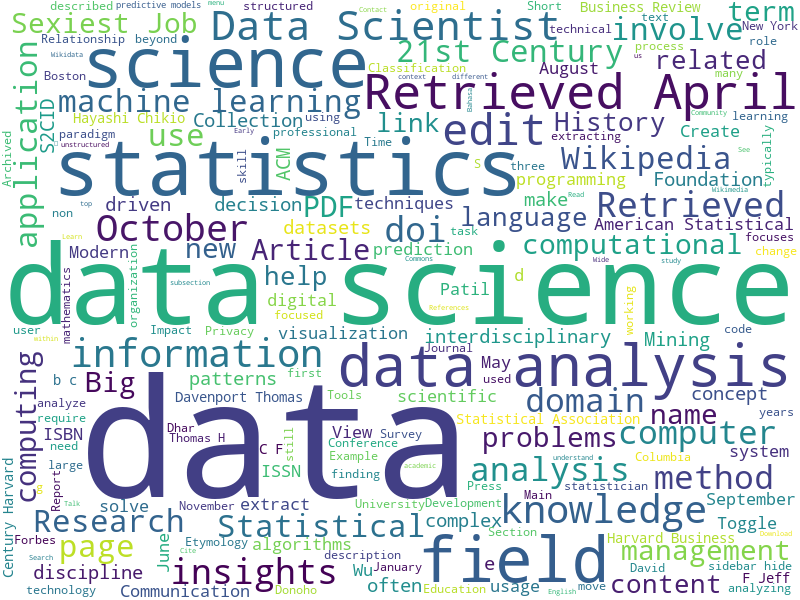 described
predictive models
structured
original
Short
Business Review
term
Sexiest Job
Data Scientist
text
technical
New York
Relationship
beyond
21st Century
involve
process
role
Wikidata
menu
Contact
science
Boston
Classification
related
us
context
different
August
many
machine learning
Retrieved April
application
S2CID
Hayashi Chikio
Collection
using
link
edit
History
Community
learning
paradigm
Early
professional
Time
Bahasa
extracting
Create
use
Archived
unstructured
statistics
Wikipedia
See
typically
skill
ACM
S
three
programming
Foundation
Wikimedia
non
top
driven
decision
PDF
techniques
make
Read
Retrieved
task
October
datasets
doi
language
American Statistical
Modern
organization
new
Article
prediction
computational
focuses
Learn
mathematics
help
Commons
Wide
study
change
data science
subsection
digital
Patil
d
References
working
focused
user
Impact
Privacy
visualization
interdisciplinary
Mining
code
within
information
data analysis
Journal
May
computing
b c
Big
patterns
first
scientific
used
domain
concept
analyze
Davenport Thomas
Tools
years
require
ISBN
data
Dhar
Thomas H
still
View
Survey
Statistical Association
name
need
C F
Conference
problems
computer
system
Example
Columbia
large
ISSN
finding
academic
analysis
understand
method
g
Report
November
extract
University
Development
Press
statistician
Main
Century Harvard
solve
knowledge
September
Talk
Research
Statistical
complex
Section
Toggle
Forbes
June
Etymology
algorithms
Harvard Business
Download
page
Cite
description
field
management
Search
discipline
insights
January
Wu
e
David
sidebar hide
technology
Communication
Donoho
often
Education
usage
English
move
content
F Jeff
analyzing